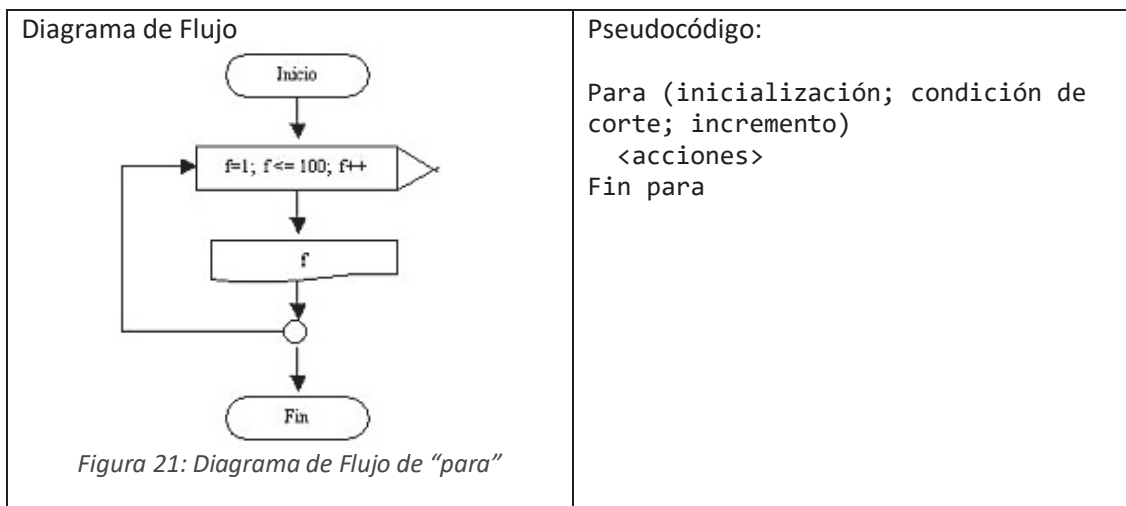 Diagrama de Flujo
Inicio
f=1; f<= 100; f++
f
Fin
Figura 21: Diagrama de Flujo de “para”
Pseudocódigo:
Para (inicialización; condición de
corte; incremento)
<acciones>
Fin para